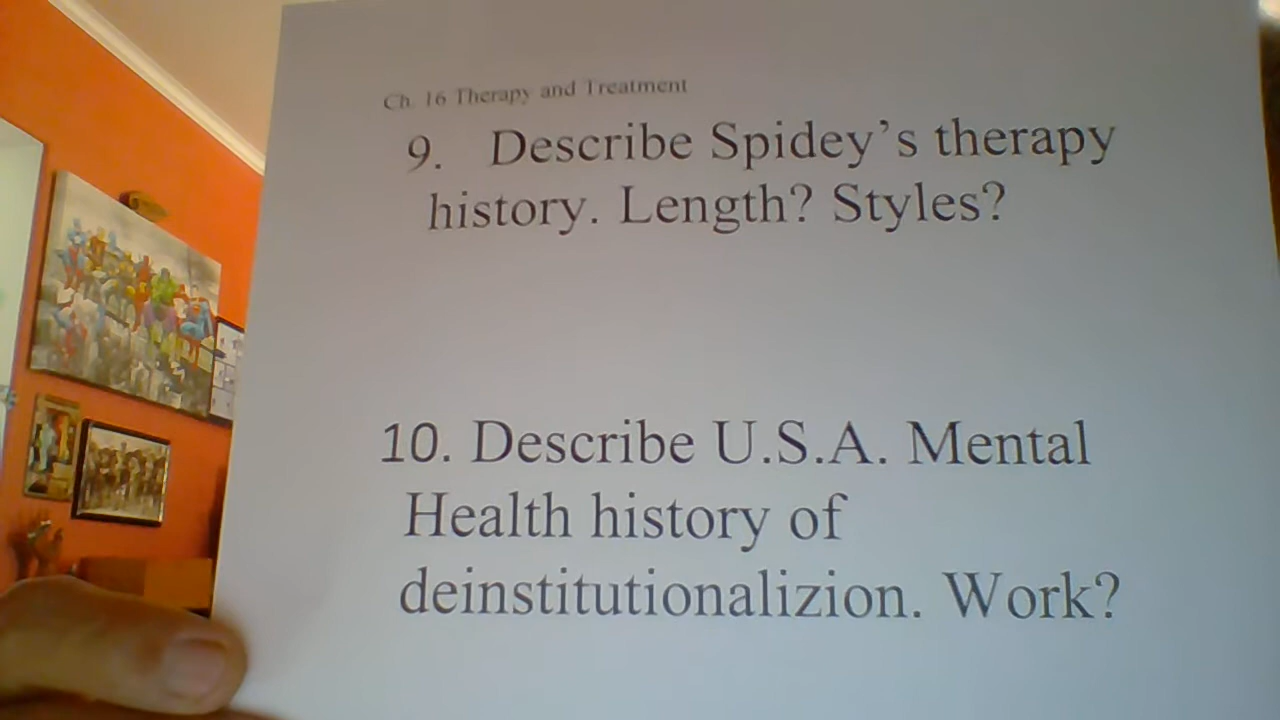 Ch. 16 Therapy and Treatment
9. Describe Spidey's therapy
history. Length? Styles?
10. Describe U.S.A. Mental
Health history of
deinstitutionalizion. Work?